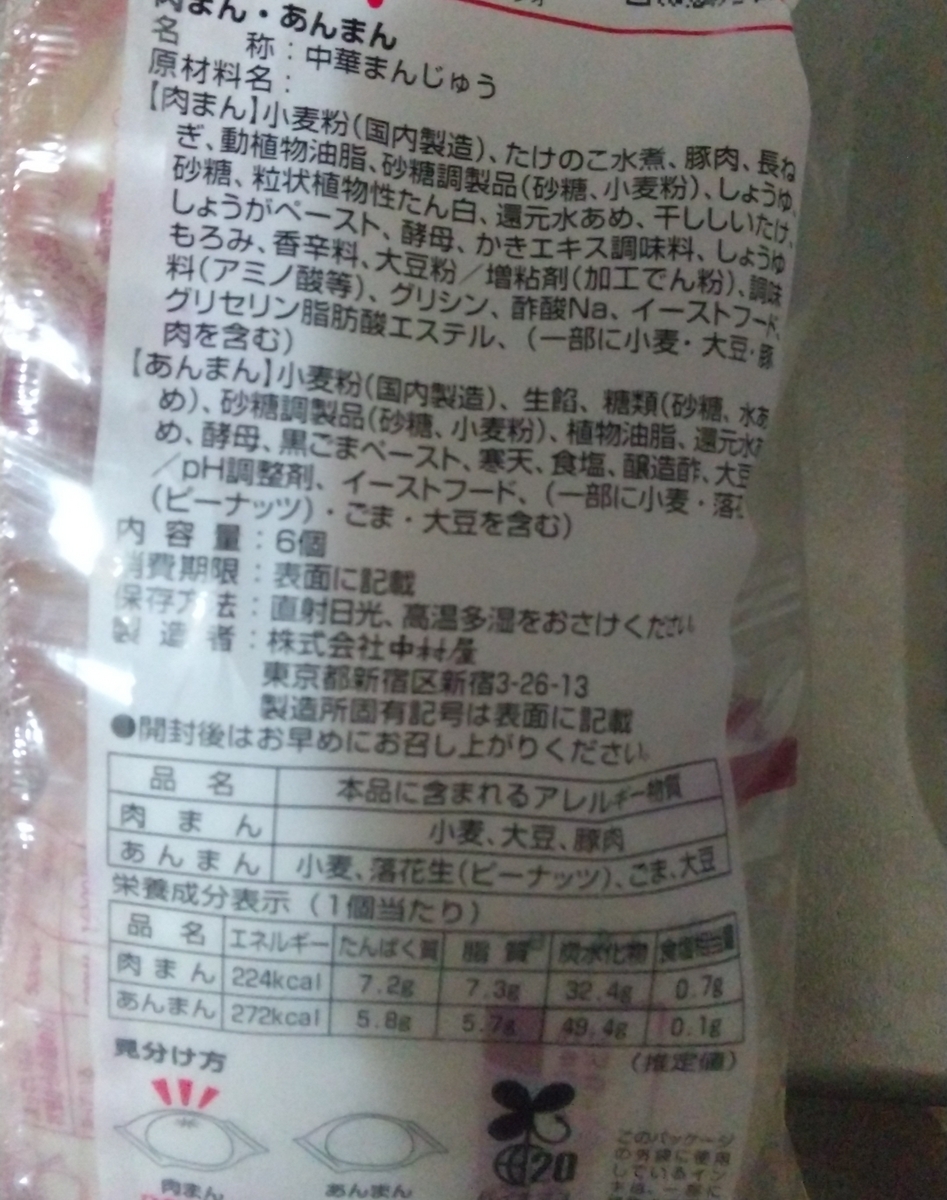 肉まん・あんまん
名　称：中華まんじゅう
原材料名：
【肉まん】小麦粉(国内製造)、たけのこ水煮、豚肉、長ね
ぎ、動植物油脂、砂糖調製品(砂糖、小麦粉)、しょうゆ、
砂糖、粒状植物性たん白、還元水あめ、干ししいたけ、
しょうがペースト、酵母、かきエキス調味料、しょうゆ
もろみ、香辛料、大豆粉／増粘剤(加工でん粉)、調味
料(アミノ酸等)、グリシン、酢酸Na、イーストフード、
グリセリン脂肪酸エステル、(一部に小麦・大豆・豚
肉を含む)
【あんまん】小麦粉(国内製造)、生餡、糖類(砂糖、水あ
め)、砂糖調製品(砂糖、小麦粉)、植物油脂、還元水あ
め、酵母、黒ごまペースト、寒天、食塩、醸造酢、大豆
／pH調整剤、イーストフード、(一部に小麦・落花
(ピーナッツ)・ごま・大豆を含む)
内容量：6個
消費期限：表面に記載
保存方法：直射日光、高温多湿をおさけください
製造者：株式会社中村屋
東京都新宿区新宿3-26-13
製造所固有記号は表面に記載
●開封後はお早めにお召し上がりください。
品名 本品に含まれるアレルギー物質
肉まん 小麦、大豆、豚肉
あんまん 小麦、落花生(ピーナッツ)、ごま、大豆
栄養成分表示(1個当たり)
品名 エネルギー たんぱく質 脂質 炭水化物 食塩相当量
肉まん 224kcal 7.2g 7.3g 32.4g 0.7g
あんまん 272kcal 5.8g 5.7g 49.4g 0.1g
(推定値)
見分け方
肉まん あんまん
20
このパッケージ
の外袋に使用
しているイン